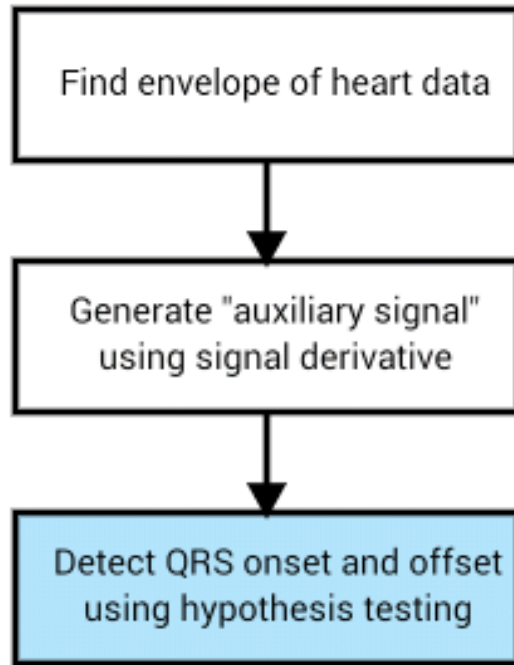 Find envelope of heart data
Generate "auxiliary signal"
using signal derivative
Detect QRS onset and offset
using hypothesis testing